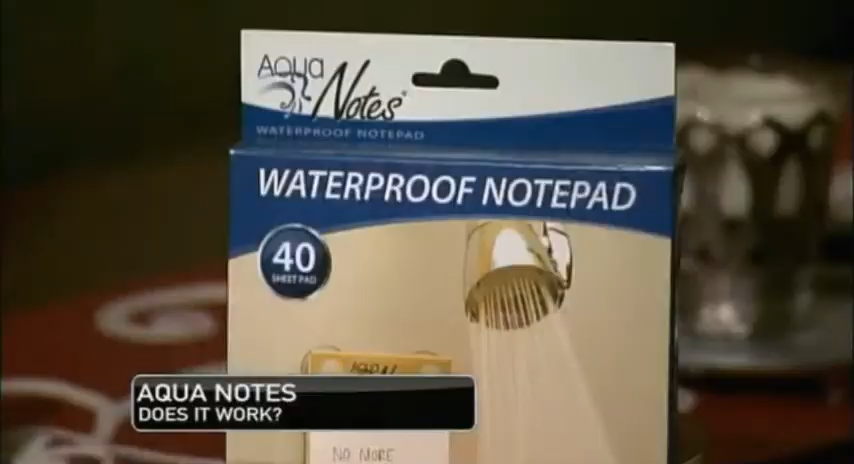 Aqua Notes
WATERPROOF NOTEPAD
WATERPROOF NOTEPAD
40
SHEET PAD
AQUA NOTES
DOES IT WORK?
NO MORE